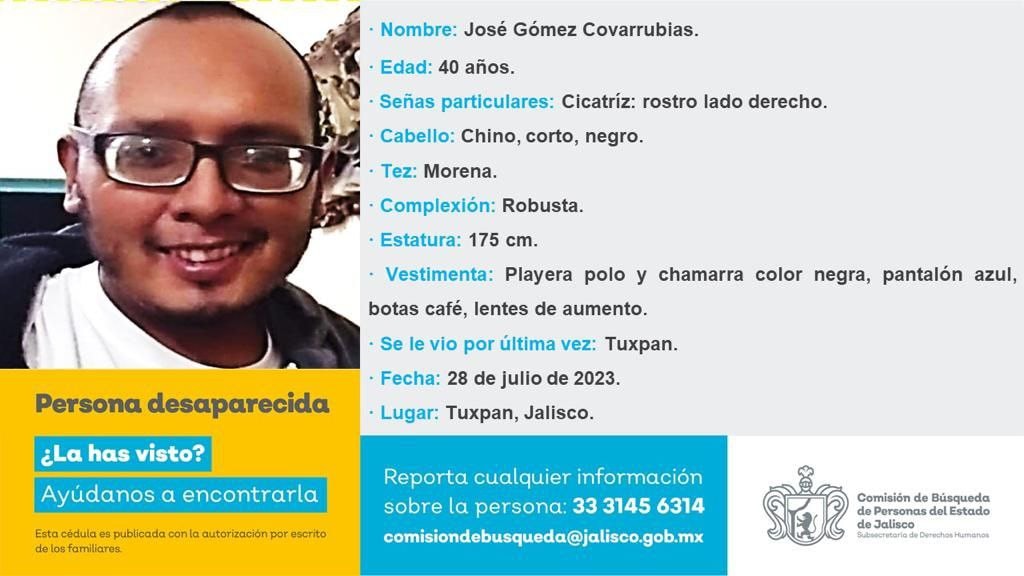 · Nombre: José Gómez Covarrubias.
· Edad: 40 años.
· Señas particulares: Cicatríz: rostro lado derecho.
· Cabello: Chino, corto, negro.
· Tez: Morena.
· Complexión: Robusta.
· Estatura: 175 cm.
· Vestimenta: Playera polo y chamarra color negra, pantalón azul,
botas café, lentes de aumento.
· Se le vio por última vez: Tuxpan.
· Fecha: 28 de julio de 2023.
· Lugar: Tuxpan, Jalisco.
Persona desaparecida
¿La has visto?
Ayúdanos a encontrarla
Esta cédula es publicada con la autorización por escrito
de los familiares.
Reporta cualquier información
sobre la persona: 33 3145 6314
comisiondebusqueda@jalisco.gob.mx
Comisión de Búsqueda
de Personas del Estado
de Jalisco
Subsecretaría de Derechos Humanos